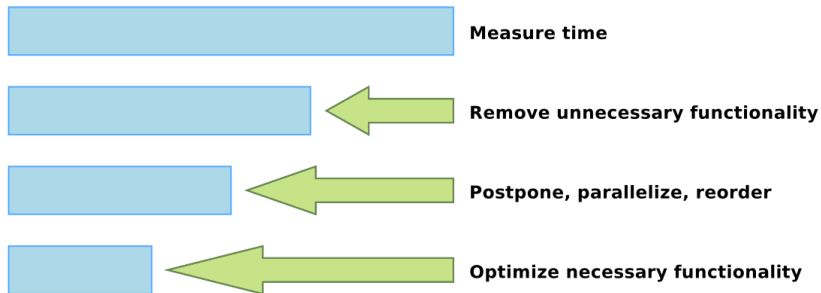 Measure time
Remove unnecessary functionality
Postpone, parallelize, reorder
Optimize necessary functionality